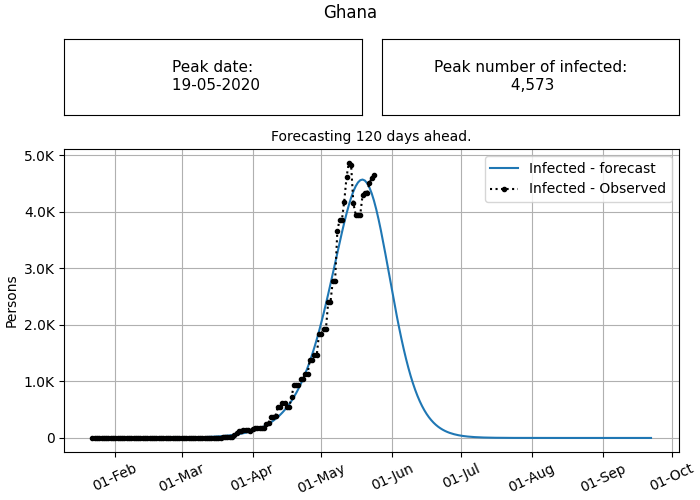 Ghana
Peak date:
19-05-2020
Peak number of infected:
4,573
Forecasting 120 days ahead.
5.0K
4.0K
3.0K
2.0K
1.0K
0
Persons
Infected - forecast
Infected - Observed
01-Feb
01-Mar
01-Apr
01-May
01-Jun
01-Jul
01-Aug
01-Sep
01-Oct